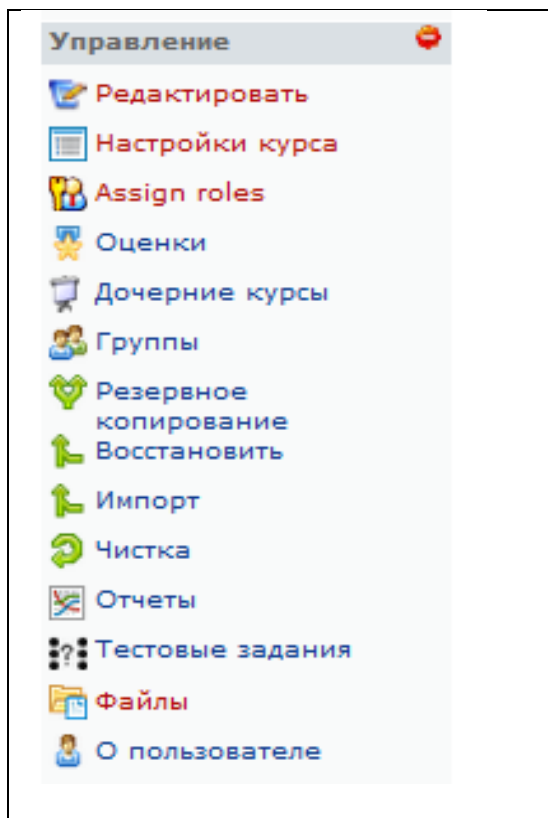 Управление
Редактировать
Настройки курса
Assign roles
Оценки
Дочерние курсы
Группы
Резервное
копирование
Восстановить
Импорт
Чистка
Отчеты
Тестовые задания
Файлы
О пользователе